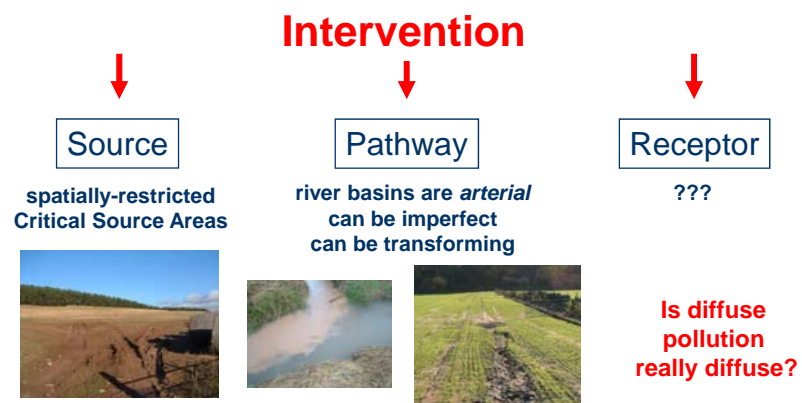 Intervention
Source
Pathway
Receptor
spatially-restricted
Critical Source Areas
river basins are arterial
can be imperfect
can be transforming
???
Is diffuse
pollution
really diffuse?